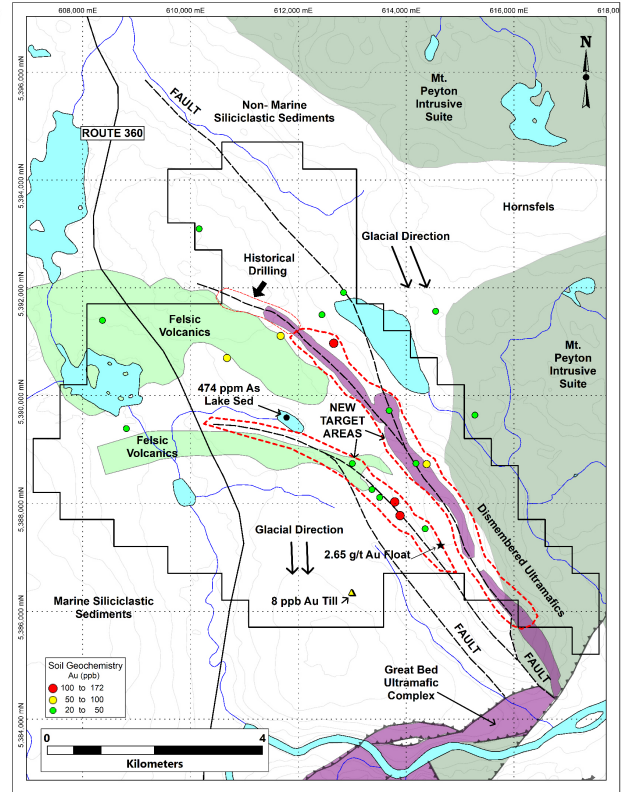 608,000 mE
610,000 mE
612,000 mE
614,000 mE
616,000 mE
618,0
5,396,000 mN
5,394,000 mN
5,392,000 mN
5,390,000 mN
5,388,000 mN
5,386,000 mN
5,384,000 mN
N
FAULT
Non- Marine
Siliciclastic Sediments
Mt.
Peyton
Intrusive
Suite
ROUTE 360
Hornsfels
Glacial Direction
Historical
Drilling
Felsic
Volcanics
Mt.
Peyton
Intrusive
Suite
474 ppm As
Lake Sed
NEW
TARGET
AREAS
Felsic
Volcanics
Dismembered Ultramafics
Glacial Direction
2.65 g/t Au Float
8 ppb Au Till
Marine Siliciclastic
Sediments
FAULT
FAULT
Great Bed
Ultramafic
Complex
Soil Geochemistry
Au (ppb)
100 to 172
50 to 100
20 to 50
0
4
Kilometers